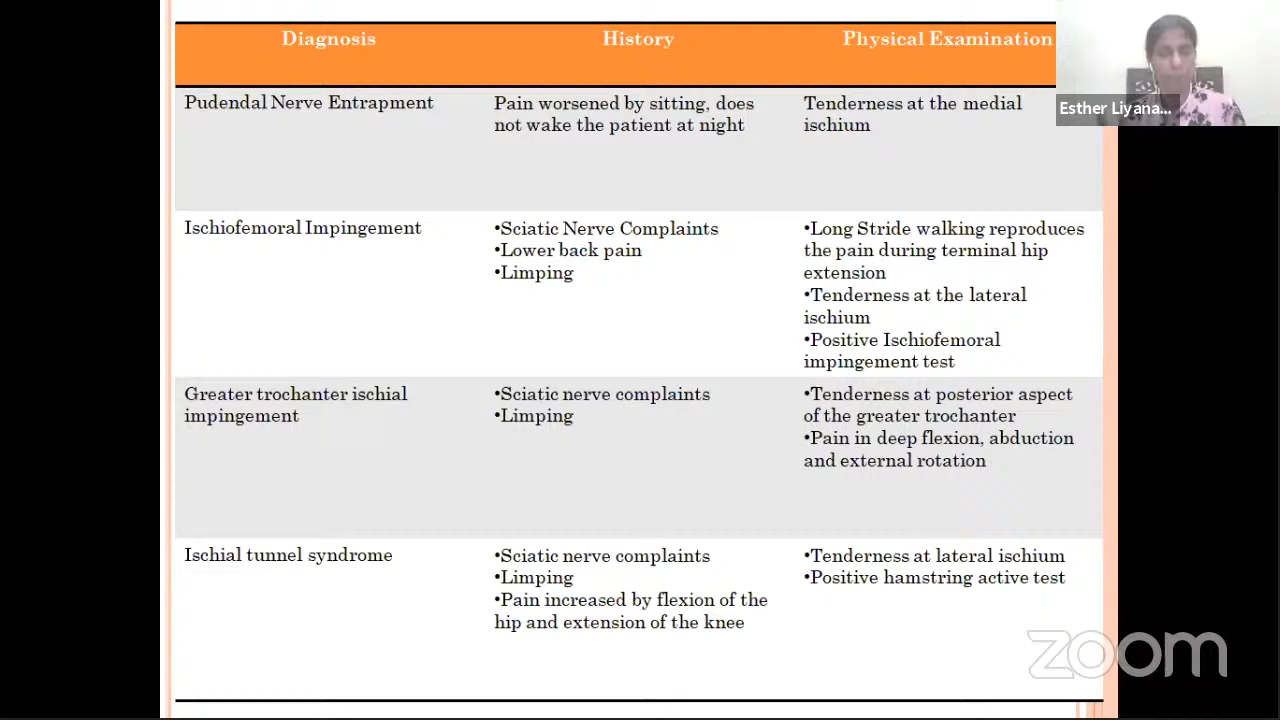 Diagnosis
History
Physical Examination
Esther Liyana...
Pudendal Nerve Entrapment
Pain worsened by sitting, does
not wake the patient at night
Tenderness at the medial
ischium
Ischiofemoral Impingement
•Sciatic Nerve Complaints
•Lower back pain
•Limping
•Long Stride walking reproduces
the pain during terminal hip
extension
•Tenderness at the lateral
ischium
•Positive Ischiofemoral
impingement test
Greater trochanter ischial
impingement
•Sciatic nerve complaints
•Limping
•Tenderness at posterior aspect
of the greater trochanter
•Pain in deep flexion, abduction
and external rotation
Ischial tunnel syndrome
•Sciatic nerve complaints
•Limping
•Pain increased by flexion of the
hip and extension of the knee
•Tenderness at lateral ischium
•Positive hamstring active test
zoom